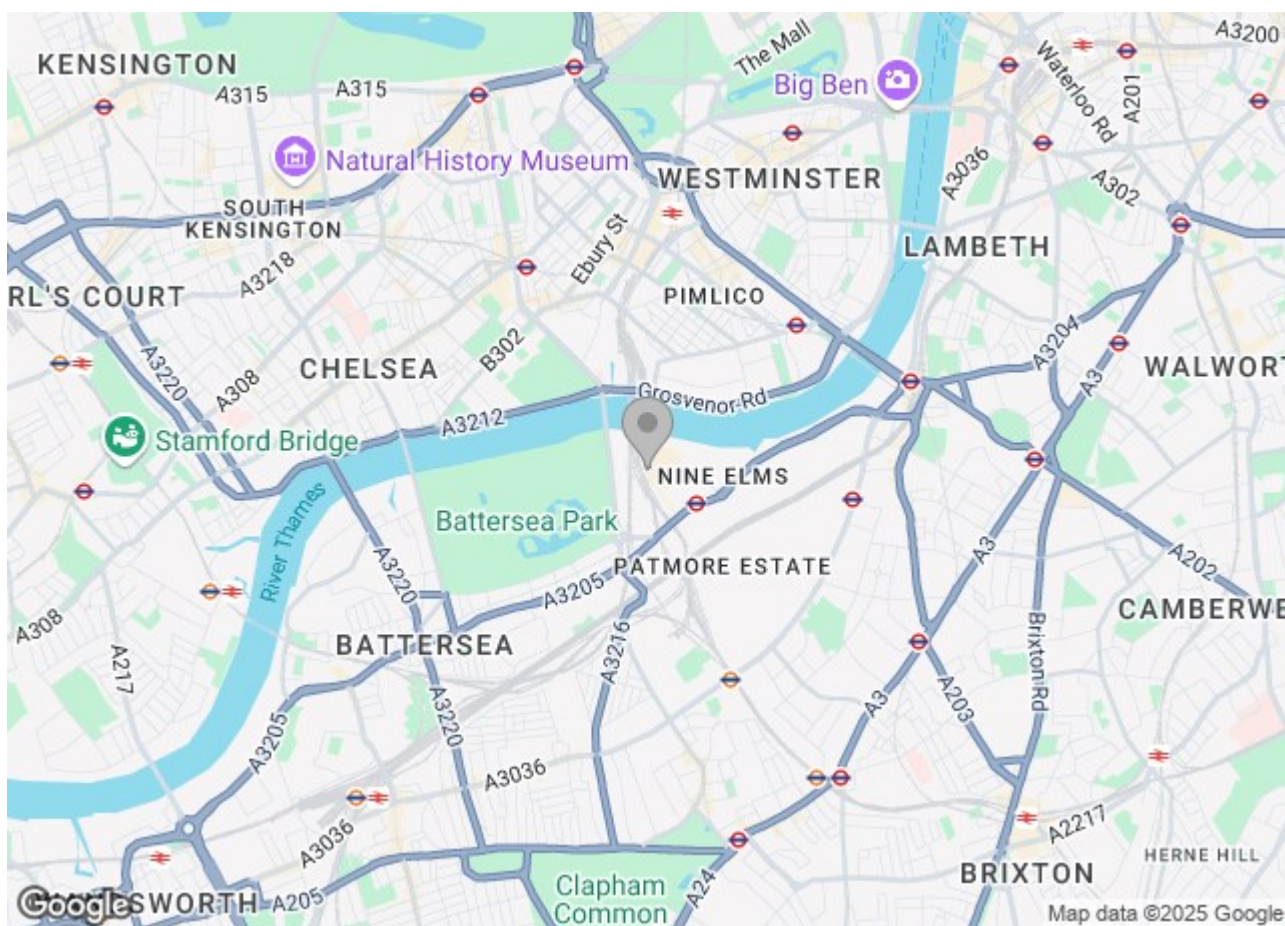 The Mall
A3200
KENSINGTON
A315
A315
Big Ben
Waterloo Rd
A201
Natural History Museum
WESTMINSTER
A3036
A302
SOUTH
KENSINGTON
Ebury St
LAMBETH
A3218
RL'S COURT
PIMLICO
B302
A3204
A3220
CHELSEA
A308
Grosvenor Rd
A3
WALWOR
A3212
Stamford Bridge
NINE ELMS
Battersea Park
River Thames
A3220
A3205
PATMORE ESTATE
A3
A202
A308
CAMBERWE
BATTERSEA
A3216
Brixton Rd
A217
A3205
A3220
A3
A203
A3036
A3036
A2217
HERNE HILL
BRIXTON
Clapham
Common
A24
A205
Google
Map data ©2025 Google